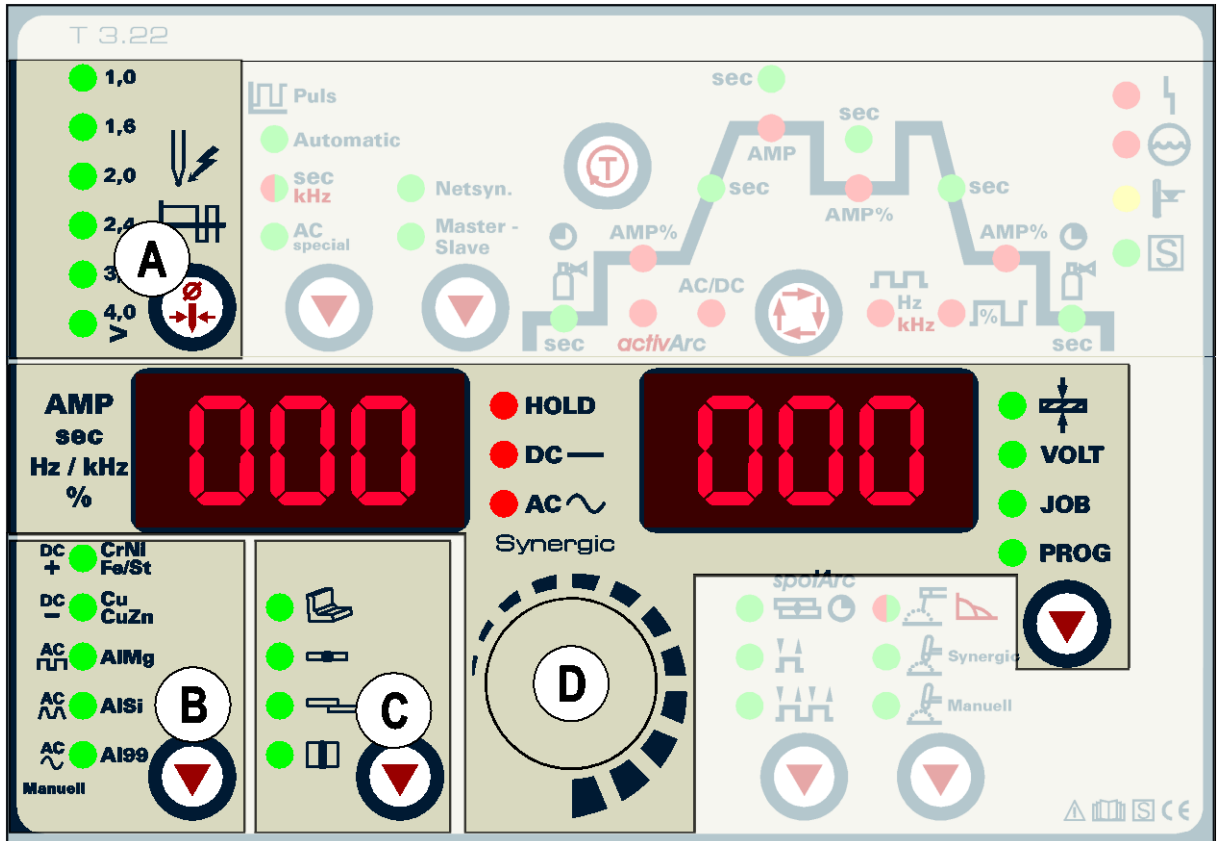 T 3.22
1,0
1,6
2,0
2,4
3,
4,0
>
A
Ø
Puls
Automatic
sec
kHz
AC
special
Netsyn.
Master -
Slave
T
sec
AMP
sec
AMP%
sec
sec
AMP%
AMP%
AC/DC
Hz
kHz
%
sec
activArc
sec
S
AMP
sec
Hz / kHz
%
000
HOLD
DC
AC
Synergic
000
VOLT
JOB
PROG
DC + CrNi
Fe/St
DC − Cu
CuZn
AC AlMg
AC AlSi
AC Al99
Manuell
B
C
D
spotArc
Synergic
Manuell
S CE